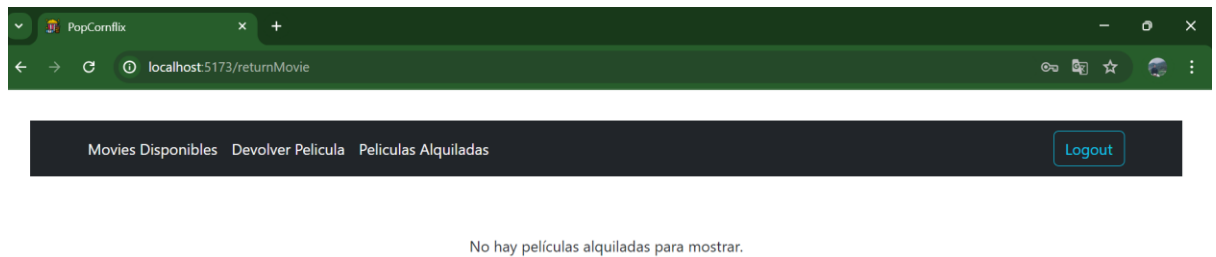 PopCornflix
localhost:5173/returnMovie
Movies Disponibles Devolver Pelicula Peliculas Alquiladas Logout
No hay películas alquiladas para mostrar.